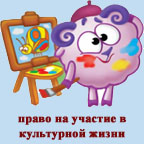 право на участие в
культурной жизни